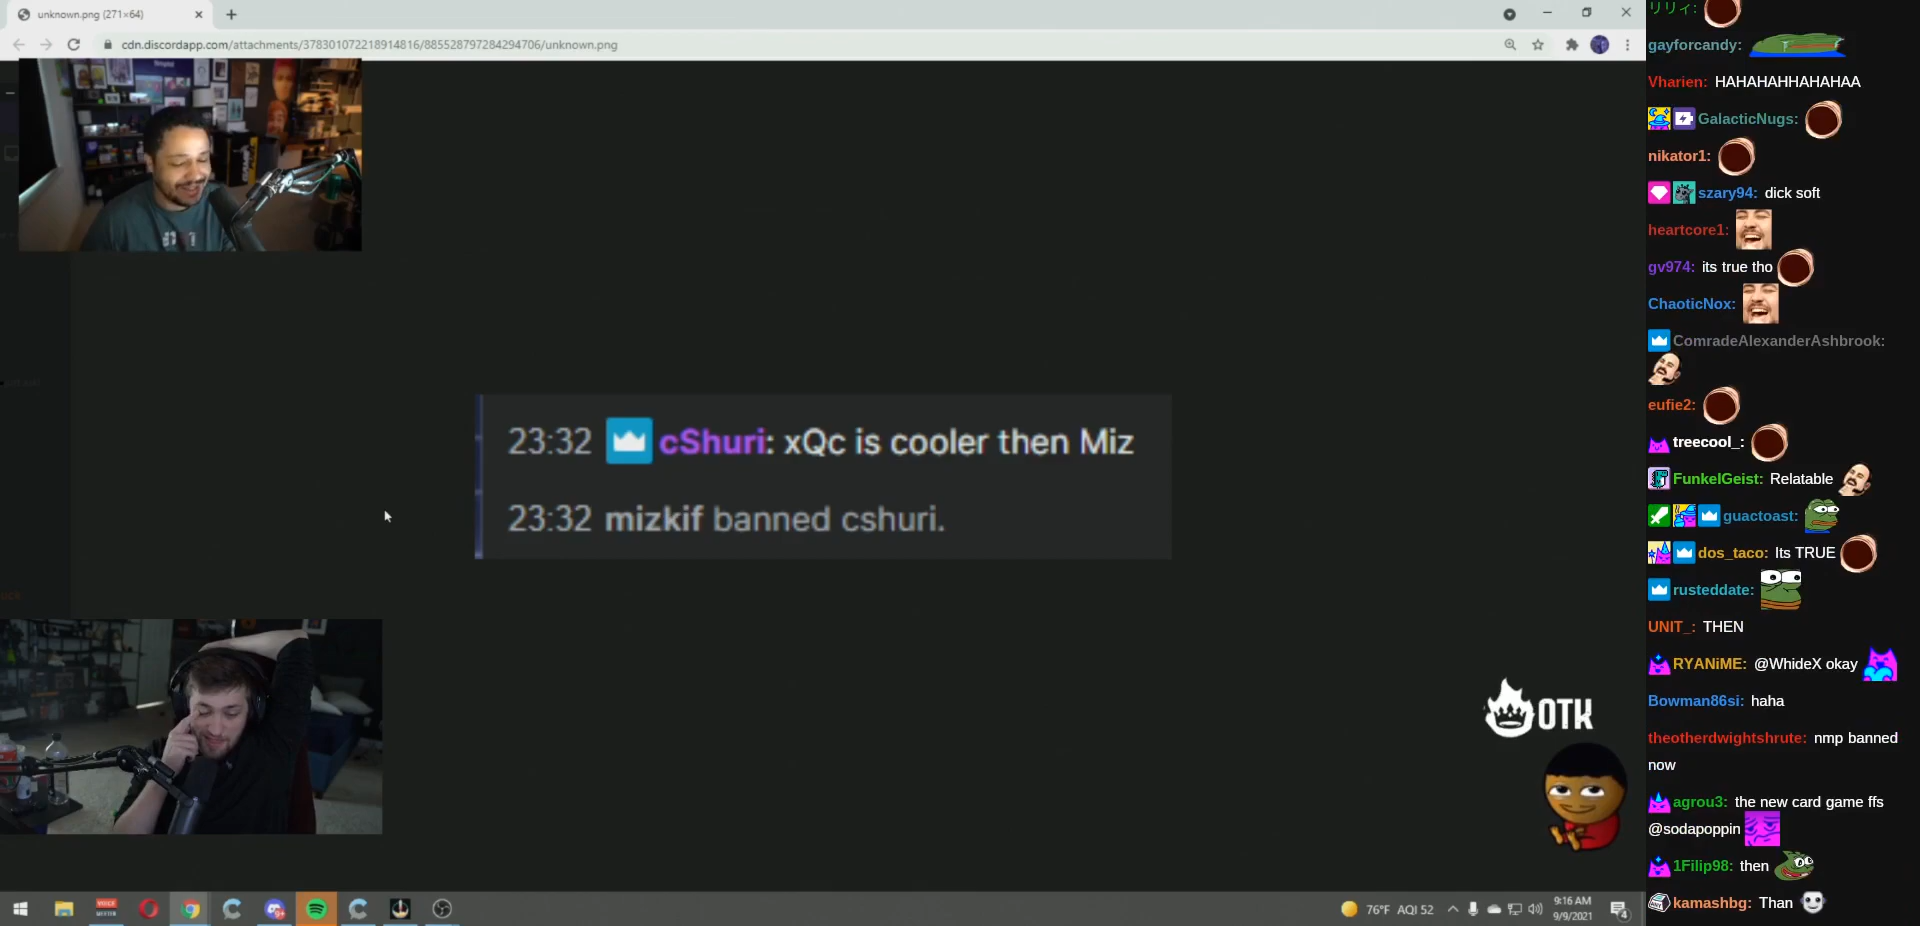 unknown.png (271×64)
cdn.discordapp.com/attachments/378301072218914816/885528797284294706/unknown.png
23:32 cShuri: xQc is cooler then Miz
23:32 mizkif banned cshuri.
OTK
76°F AQI 52
9:16 AM
9/9/2021
リリィ:
gayforcandy:
Vharien: HAHAHAHHAHAHAA
GalacticNugs:
nikator1:
szary94: dick soft
heartcore1:
gv974: its true tho
ChaoticNox:
ComradeAlexanderAshbrook:
eufie2:
treecool_:
FunkelGeist: Relatable
guactoast:
dos_taco: Its TRUE
rusteddate:
UNIT_: THEN
RYANiME: @WhideX okay
Bowman86si: haha
theotherdwightshrute: nmp banned
now
agrou3: the new card game ffs
@sodapoppin
1Filip98: then
kamashbg: Than